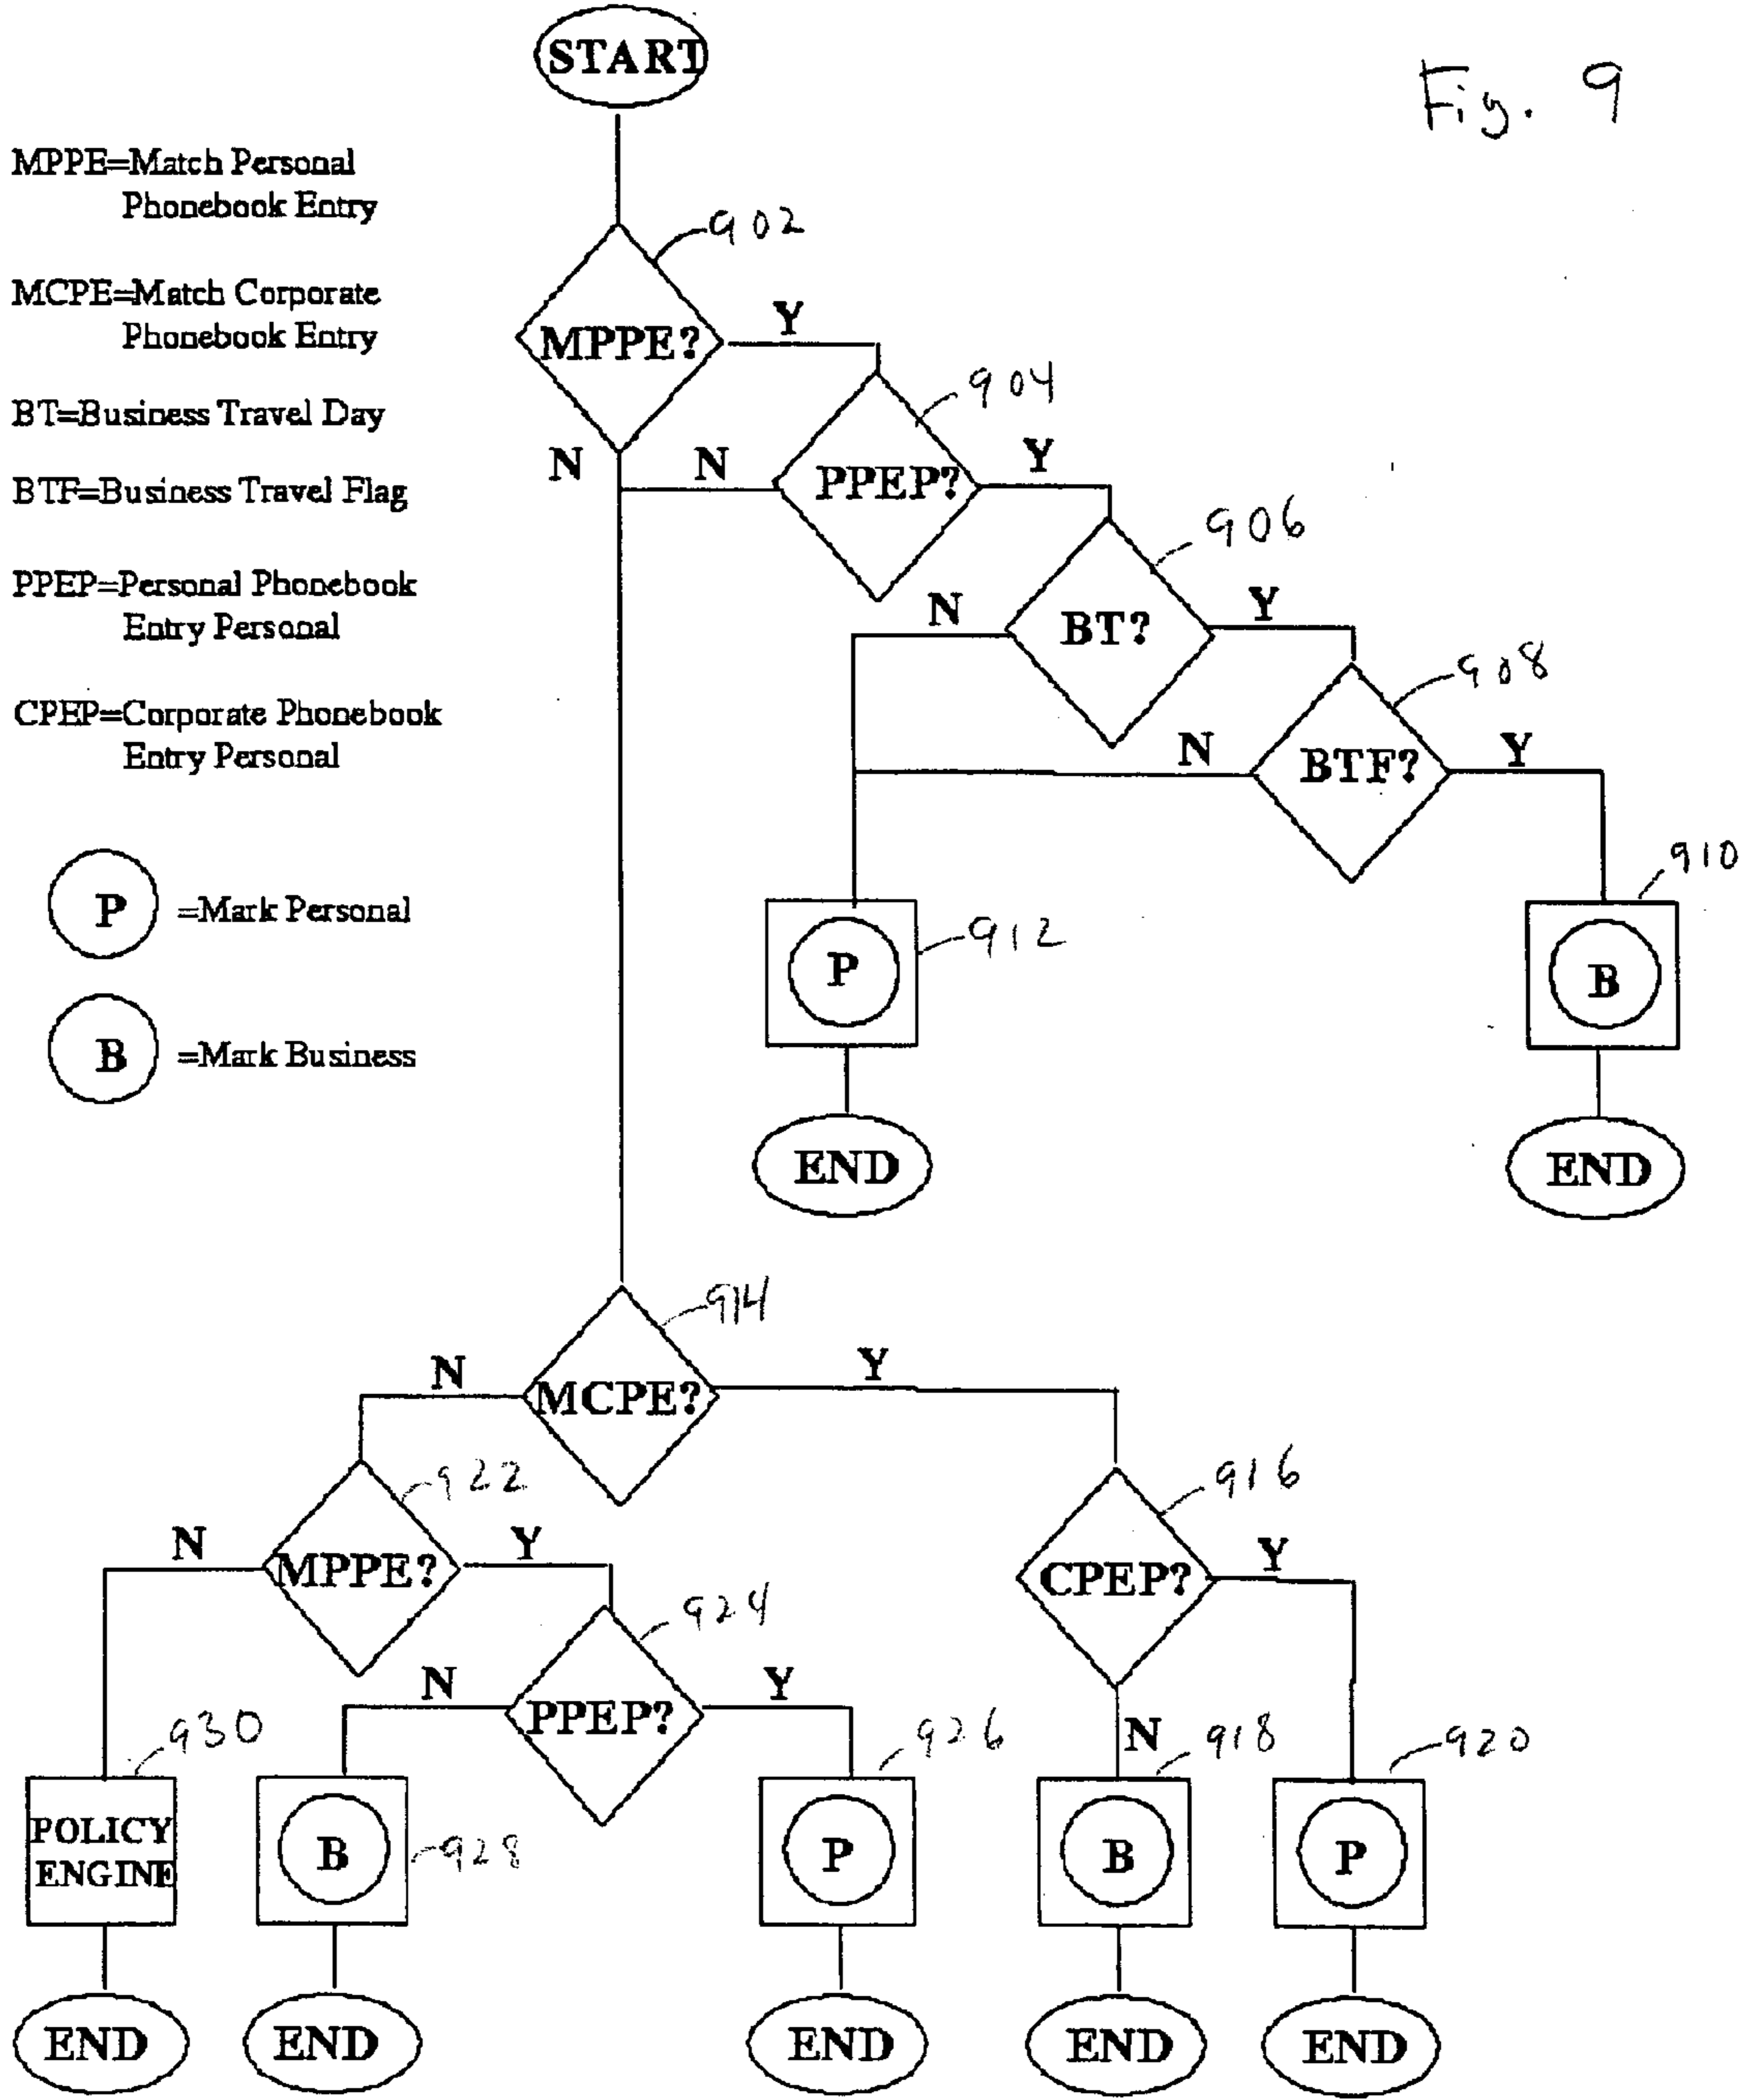 START
Fig. 9
MPPE=Match Personal
Phonebook Entry
902
MCPE=Match Corporate
Phonebook Entry
MPPE?
Y
904
BT=Business Travel Day
N
N
PPEP?
Y
BTF=Business Travel Flag
906
PPEP=Personal Phonebook
Entry Personal
N
BT?
Y
908
CPEP=Corporate Phonebook
Entry Personal
N
BTF?
Y
910
P
=Mark Personal
912
P
B
B
=Mark Business
END
END
914
N
MCPE?
Y
922
916
N
MPPE?
Y
CPEP?
Y
924
N
PPEP?
Y
930
926
N
918
920
POLICY
ENGINE
B
928
P
B
P
END
END
END
END
END